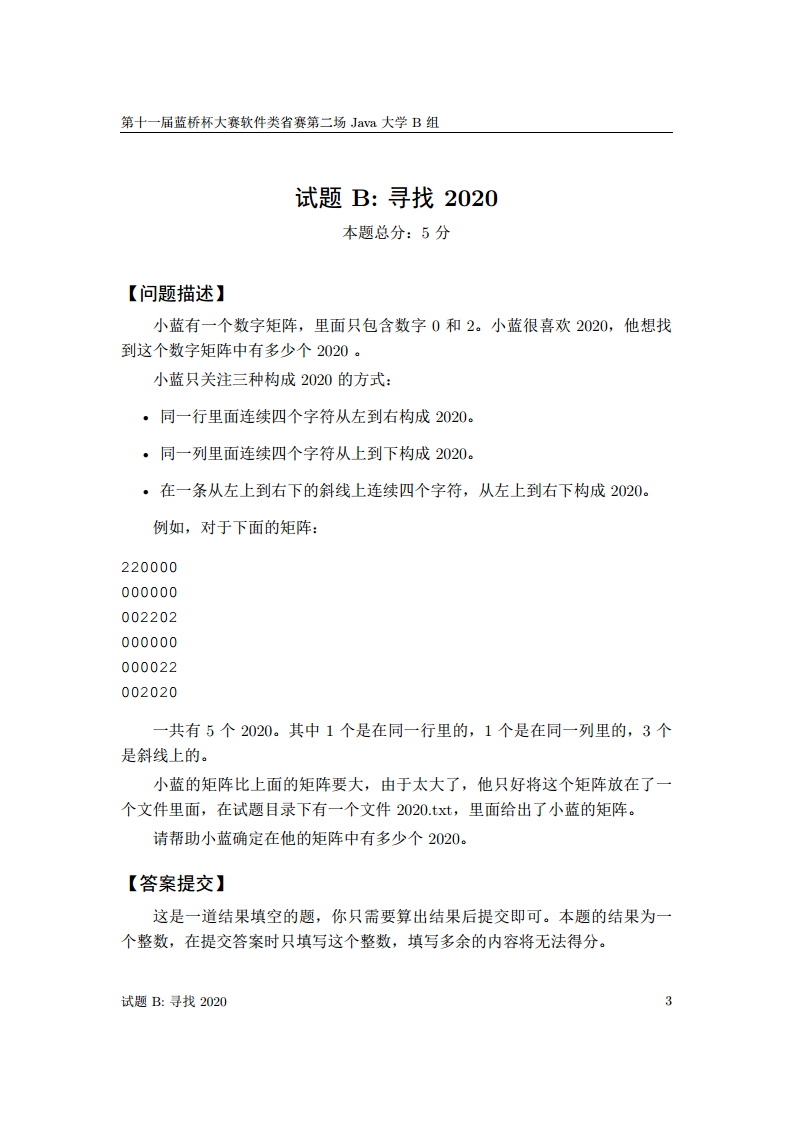 第十一届蓝桥杯大赛软件类省赛第二场 Java 大学 B 组
试题 B: 寻找 2020
本题总分：5 分
【问题描述】
小蓝有一个数字矩阵，里面只包含数字 0 和 2。小蓝很喜欢 2020，他想找
到这个数字矩阵中有多少个 2020 。
小蓝只关注三种构成 2020 的方式：
• 同一行里面连续四个字符从左到右构成 2020。
• 同一列里面连续四个字符从上到下构成 2020。
• 在一条从左上到右下的斜线上连续四个字符，从左上到右下构成 2020。
例如，对于下面的矩阵：
220000
000000
002202
000000
000022
002020
一共有 5 个 2020。其中 1 个是在同一行里的，1 个是在同一列里的，3 个
是斜线上的。
小蓝的矩阵比上面的矩阵要大，由于太大了，他只好将这个矩阵放在了一
个文件里面，在试题目录下有一个文件 2020.txt，里面给出了小蓝的矩阵。
请帮助小蓝确定在他的矩阵中有多少个 2020。
【答案提交】
这是一道结果填空的题，你只需要算出结果后提交即可。本题的结果为一
个整数，在提交答案时只填写这个整数，填写多余的内容将无法得分。
试题 B: 寻找 2020 3